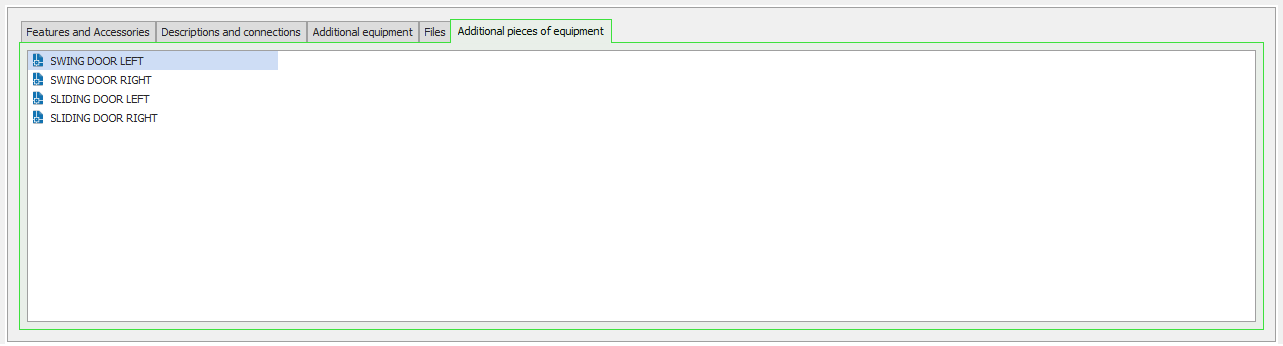 Features and Accessories Descriptions and connections Additional equipment Files Additional pieces of equipment
SWING DOOR LEFT
SWING DOOR RIGHT
SLIDING DOOR LEFT
SLIDING DOOR RIGHT